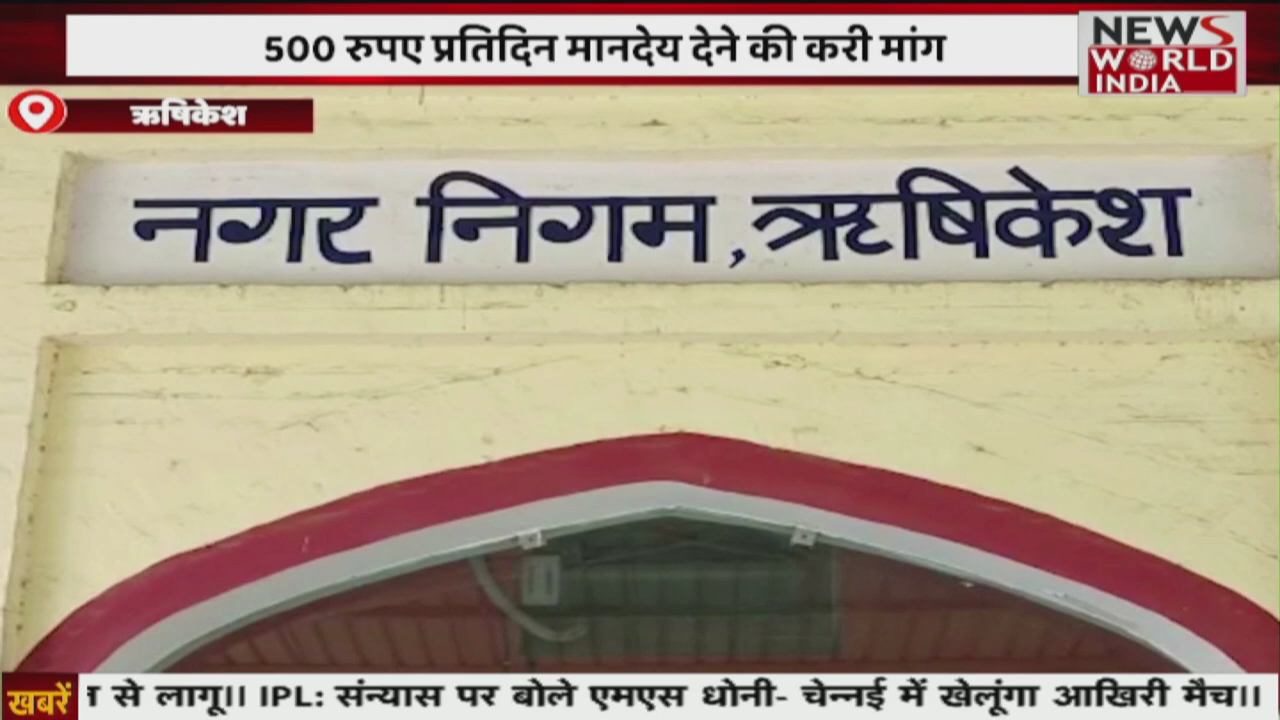 500 रुपए प्रतिदिन मानदेय देने की करी मांग
NEWS
WORLD
INDIA
ऋषिकेश
नगर निगम, ऋषिकेश
खबरें
से लागू।। IPL: संन्यास पर बोले एमएस धोनी- चेन्नई में खेलूंगा आखिरी मैच।।